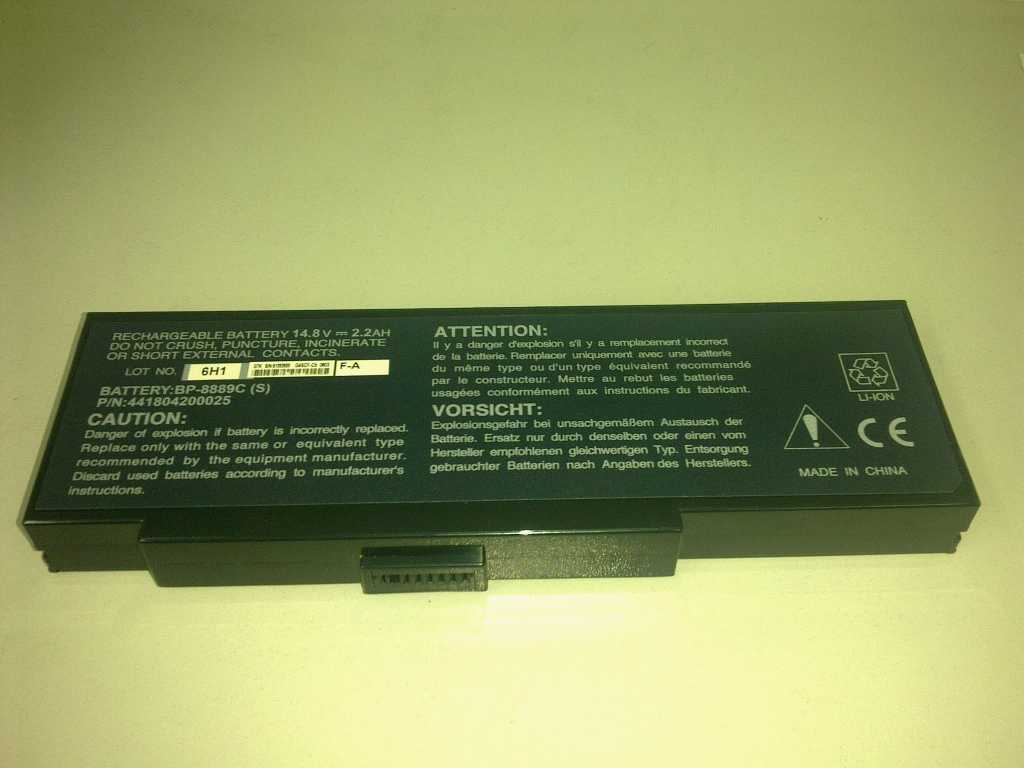 RECHARGEABLE BATTERY 14.8V ⎓ 2.2AH
DO NOT CRUSH, PUNCTURE, INCINERATE
OR SHORT EXTERNAL CONTACTS.
LOT NO. 6H1 F-A
BATTERY:BP-8889C (S)
P/N:441804200025
CAUTION:
Danger of explosion if battery is incorrectly replaced.
Replace only with the same or equivalent type
recommended by the equipment manufacturer.
Discard used batteries according to manufacturer's
instructions.
ATTENTION:
Il y a danger d'explosion s'il y a remplacement incorrect
de la batterie. Remplacer uniquement avec une batterie
du même type ou d'un type équivalent recommandé
par le constructeur. Mettre au rebut les batteries
usagées conformément aux instructions du fabricant.
VORSICHT:
Explosionsgefahr bei unsachgemäßem Austausch der
Batterie. Ersatz nur durch denselben oder einen vom
Hersteller empfohlenen gleichwertigen Typ. Entsorgung
gebrauchter Batterien nach Angaben des Herstellers.
LI-ION
CE
MADE IN CHINA